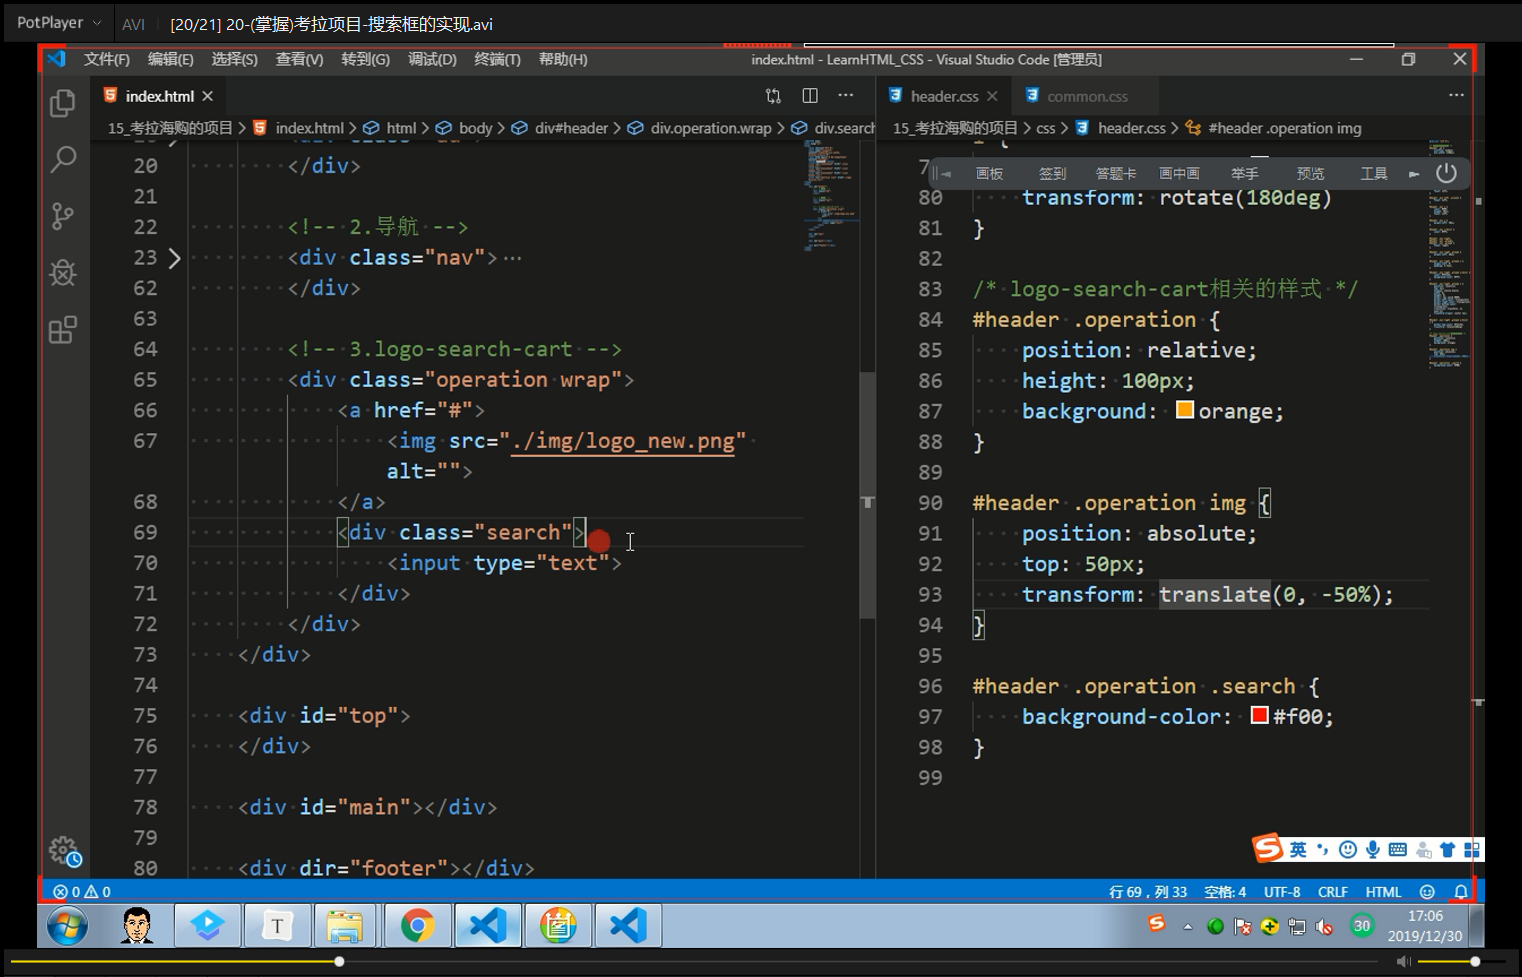 PotPlayer AVI [20/21] 20-(掌握)考拉项目-搜索框的实现.avi
文件(F) 编辑(E) 选择(S) 查看(V) 转到(G) 调试(D) 终端(T) 帮助(H) index.html - LearnHTML_CSS - Visual Studio Code [管理员]
index.html
15_考拉海购的项目 > index.html > html > body > div#header > div.operation.wrap > div.search
20 </div>
21
22 <!-- 2.导航 -->
23 <div class="nav">…
62 </div>
63
64 <!-- 3.logo-search-cart -->
65 <div class="operation wrap">
66 <a href="#">
67 <img src="./img/logo_new.png"
alt="">
68 </a>
69 <div class="search">
70 <input type="text">
71 </div>
72 </div>
73 </div>
74
75 <div id="top">
76 </div>
77
78 <div id="main"></div>
79
80 <div dir="footer"></div>
header.css common.css
15_考拉海购的项目 > css > header.css > #header .operation img
画板 签到 答题卡 画中画 举手 预览 工具
80 transform: rotate(180deg)
81 }
82
83 /* logo-search-cart相关的样式 */
84 #header .operation {
85 position: relative;
86 height: 100px;
87 background: orange;
88 }
89
90 #header .operation img {
91 position: absolute;
92 top: 50px;
93 transform: translate(0, -50%);
94 }
95
96 #header .operation .search {
97 background-color: #f00;
98 }
99
英
0 0 行 69，列 33 空格: 4 UTF-8 CRLF HTML
T 30 17:06
2019/12/30